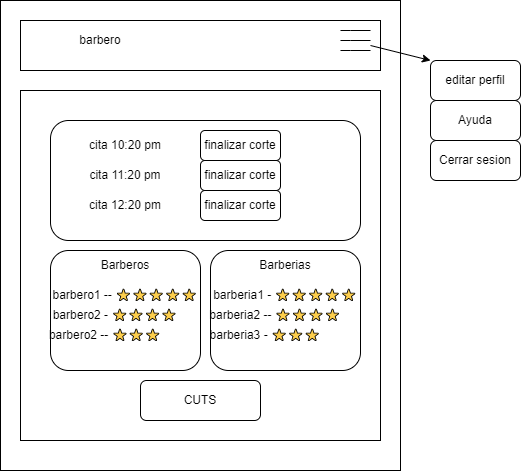 barbero
editar perfil
Ayuda
Cerrar sesion
cita 10:20 pm finalizar corte
cita 11:20 pm finalizar corte
cita 12:20 pm finalizar corte
Barberos
barbero1 --
barbero2 -
barbero2 --
Barberias
barberia1 -
barberia2 --
barberia3 -
CUTS